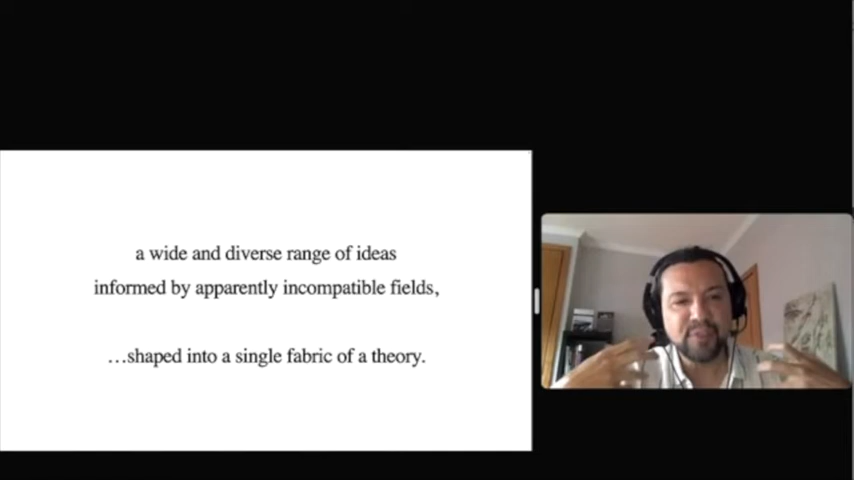 a wide and diverse range of ideas
informed by apparently incompatible fields,
…shaped into a single fabric of a theory.